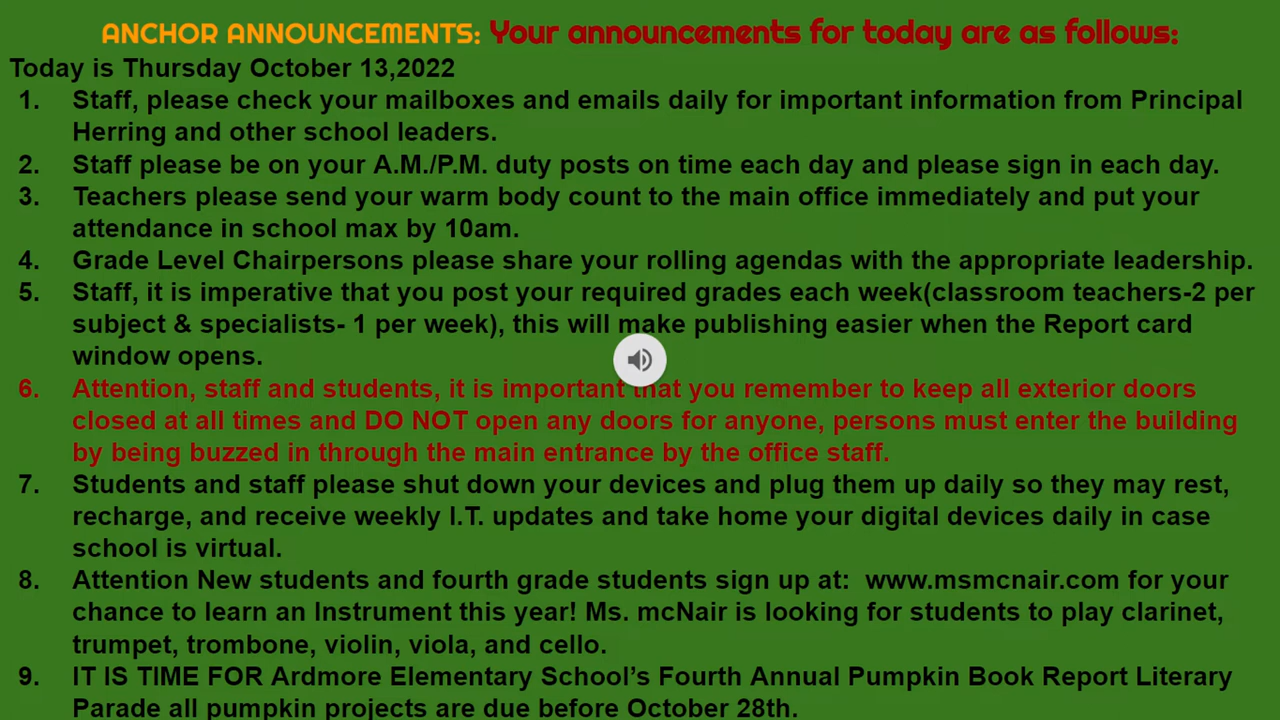 ANCHOR ANNOUNCEMENTS: Your announcements for today are as follows:
Today is Thursday October 13,2022
1. Staff, please check your mailboxes and emails daily for important information from Principal
Herring and other school leaders.
2. Staff please be on your A.M./P.M. duty posts on time each day and please sign in each day.
3. Teachers please send your warm body count to the main office immediately and put your
attendance in school max by 10am.
4. Grade Level Chairpersons please share your rolling agendas with the appropriate leadership.
5. Staff, it is imperative that you post your required grades each week(classroom teachers-2 per
subject & specialists- 1 per week), this will make publishing easier when the Report card
window opens.
6. Attention, staff and students, it is important that you remember to keep all exterior doors
closed at all times and DO NOT open any doors for anyone, persons must enter the building
by being buzzed in through the main entrance by the office staff.
7. Students and staff please shut down your devices and plug them up daily so they may rest,
recharge, and receive weekly I.T. updates and take home your digital devices daily in case
school is virtual.
8. Attention New students and fourth grade students sign up at:  www.msmcnair.com for your
chance to learn an Instrument this year! Ms. mcNair is looking for students to play clarinet,
trumpet, trombone, violin, viola, and cello.
9. IT IS TIME FOR Ardmore Elementary School’s Fourth Annual Pumpkin Book Report Literary
Parade all pumpkin projects are due before October 28th.